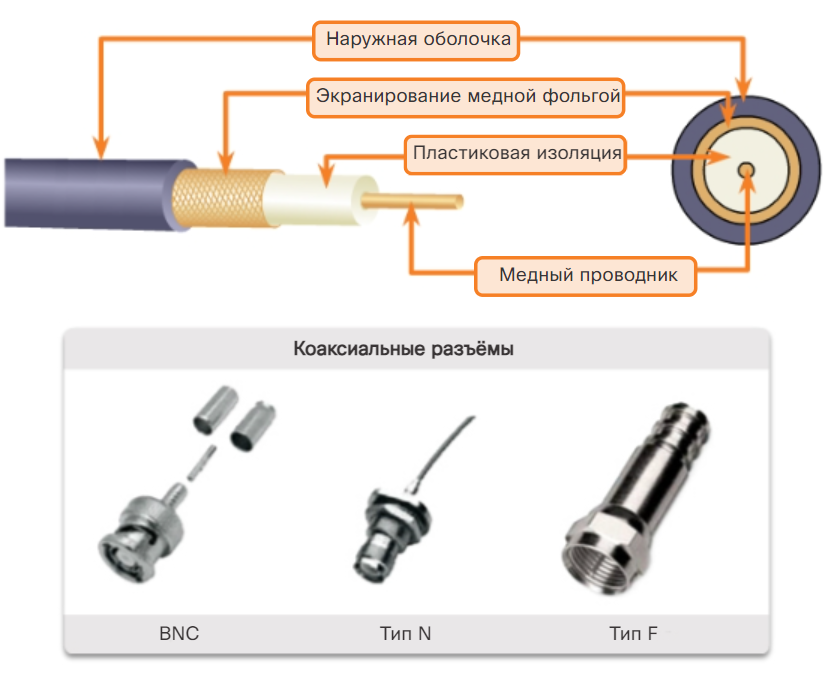 Наружная оболочка
Экранирование медной фольгой
Пластиковая изоляция
Медный проводник
Коаксиальные разъёмы
BNC
Тип N
Тип F